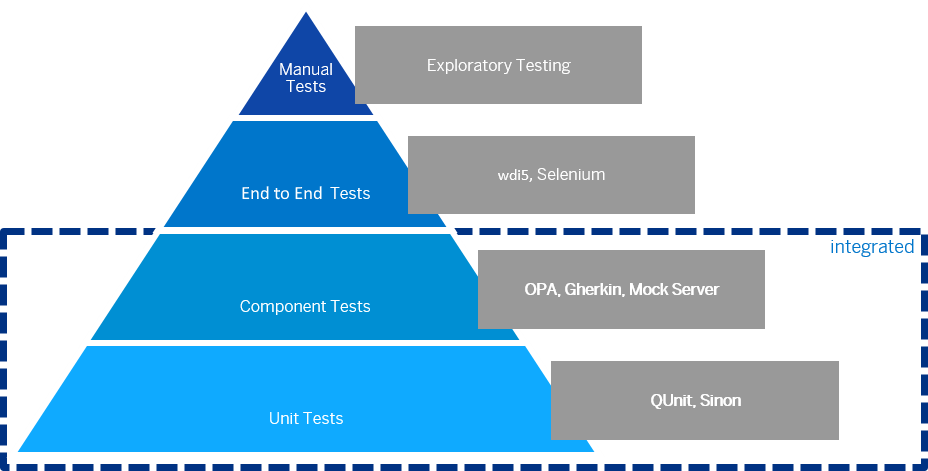 Manual
Tests
Exploratory Testing
End to End  Tests
wdi5, Selenium
integrated
Component Tests
OPA, Gherkin, Mock Server
Unit Tests
QUnit, Sinon